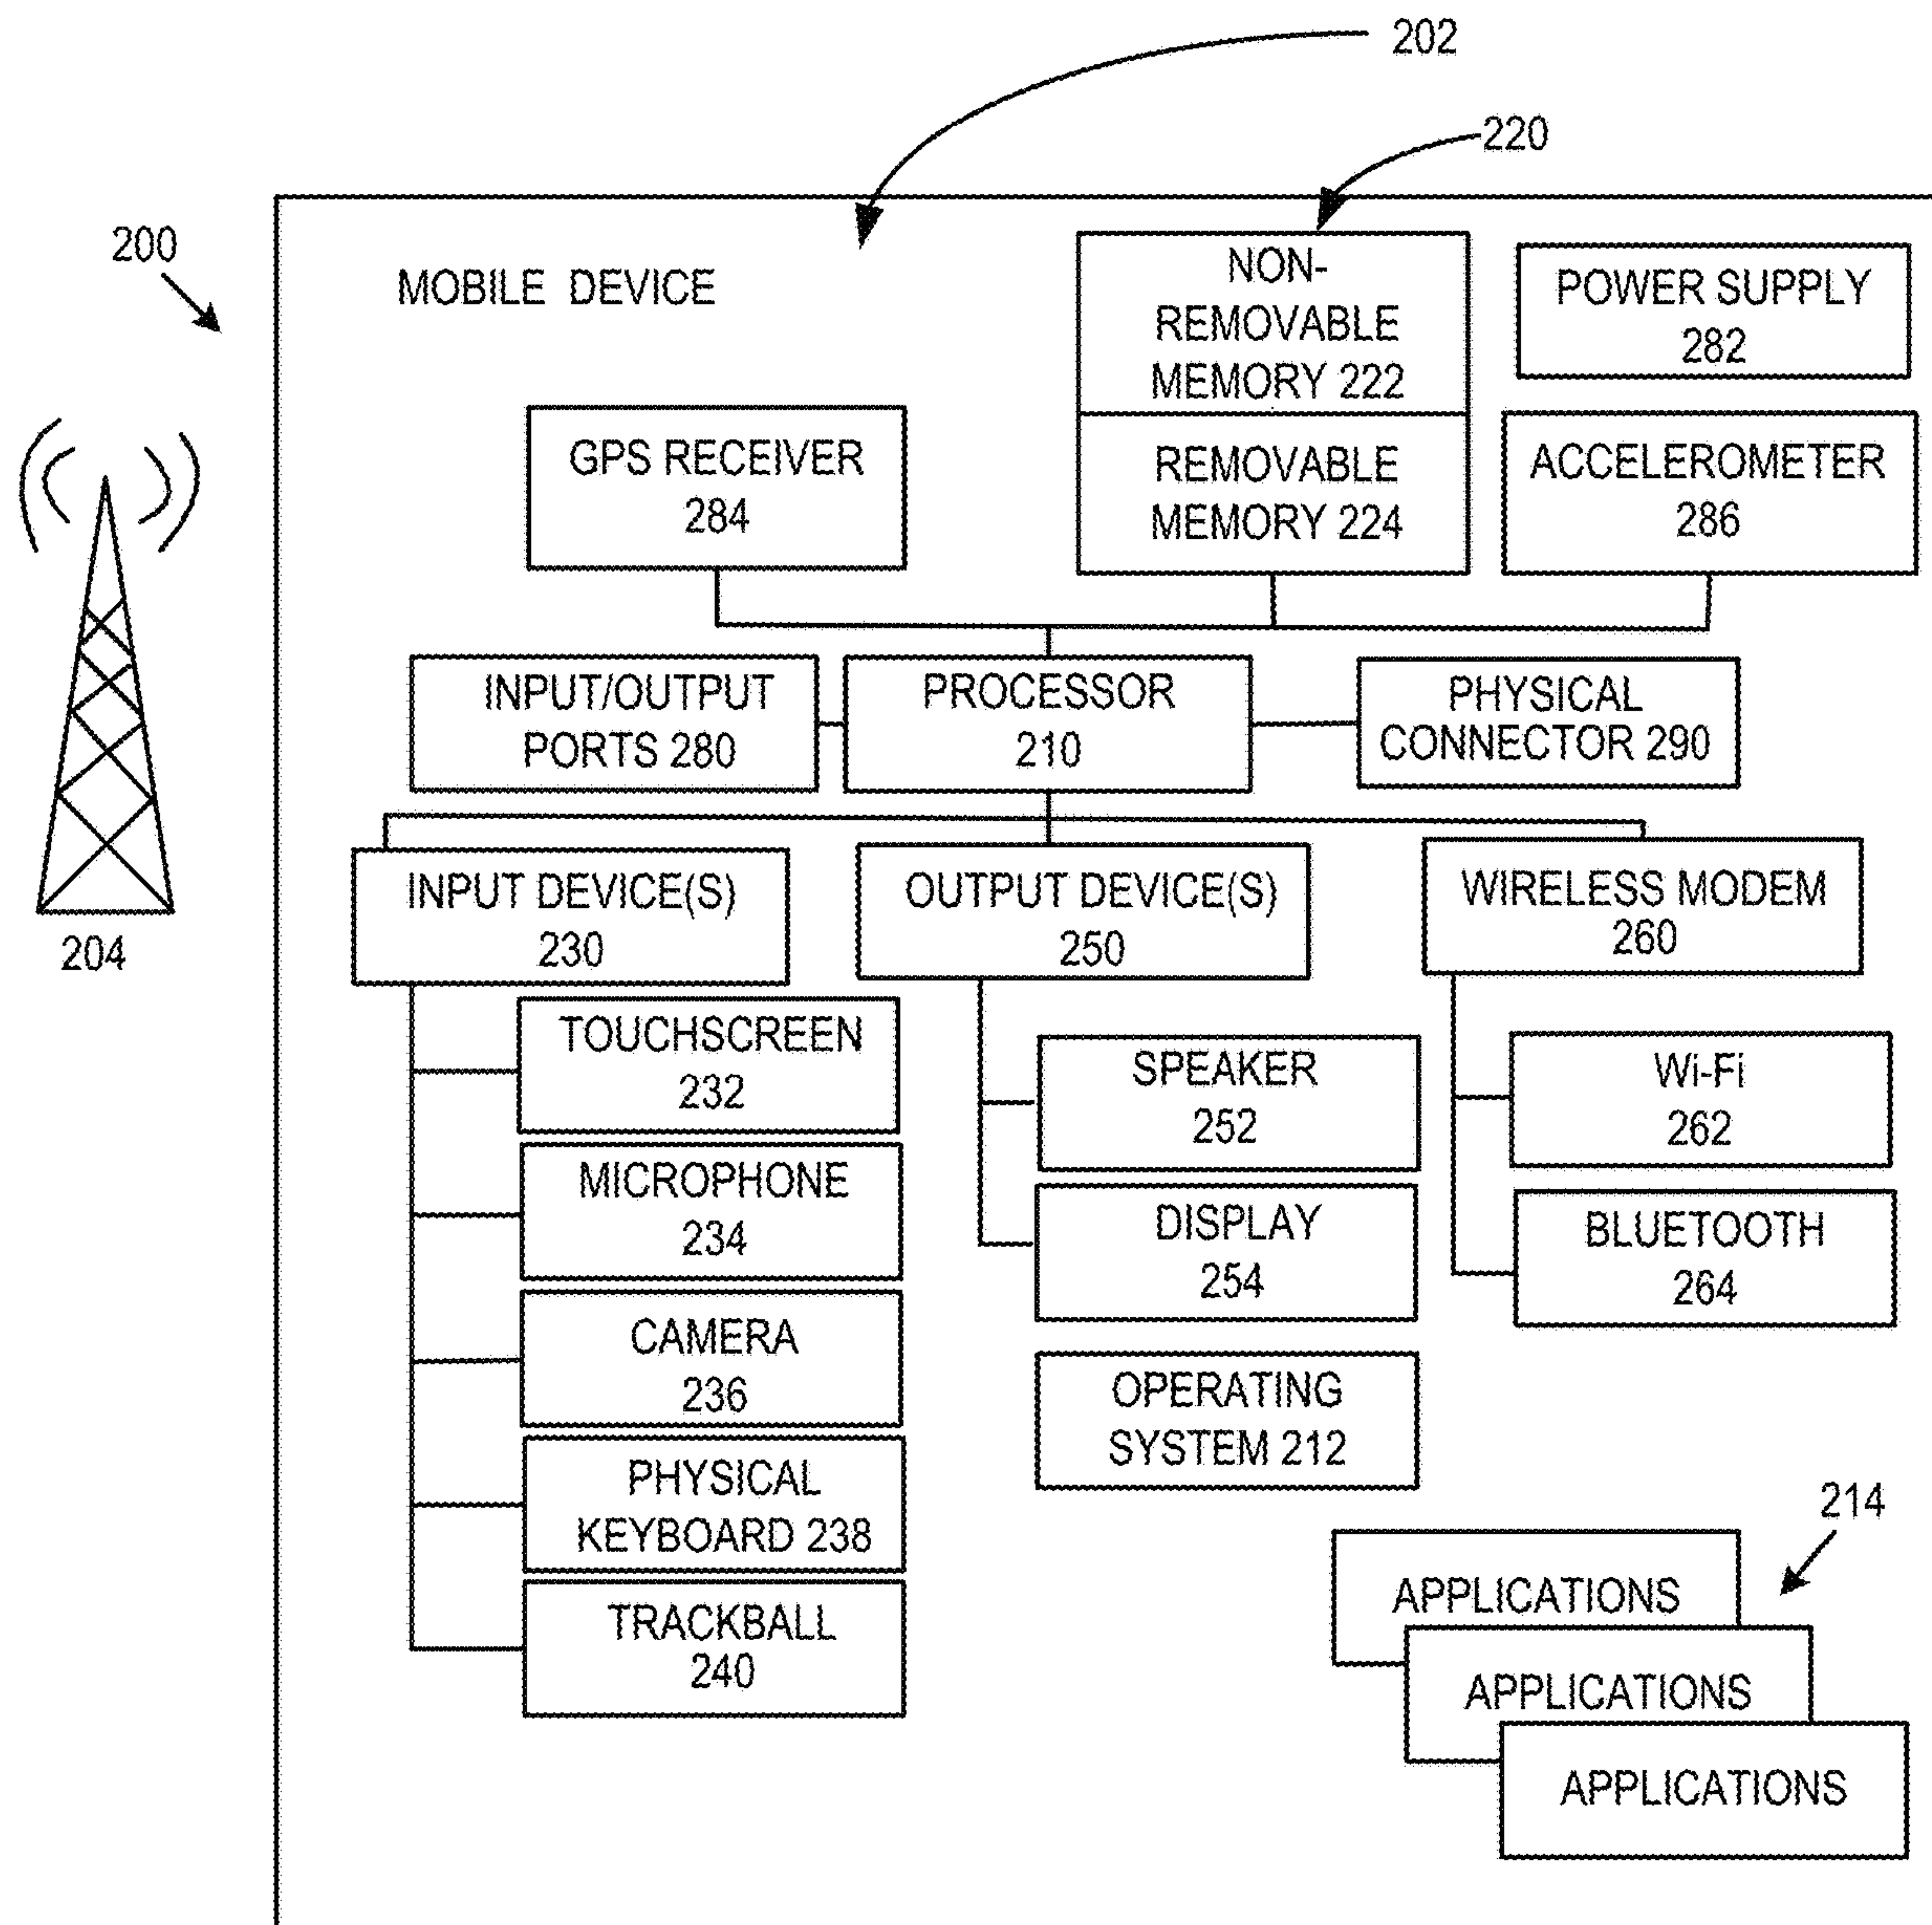 202
220
200
MOBILE DEVICE
NON-
REMOVABLE
MEMORY 222
POWER SUPPLY
282
GPS RECEIVER
284
REMOVABLE
MEMORY 224
ACCELEROMETER
286
INPUT/OUTPUT
PORTS 280
PROCESSOR
210
PHYSICAL
CONNECTOR 290
204
INPUT DEVICE(S)
230
OUTPUT DEVICE(S)
250
WIRELESS MODEM
260
TOUCHSCREEN
232
MICROPHONE
234
CAMERA
236
PHYSICAL
KEYBOARD 238
TRACKBALL
240
SPEAKER
252
DISPLAY
254
OPERATING
SYSTEM 212
Wi-Fi
262
BLUETOOTH
264
214
APPLICATIONS
APPLICATIONS
APPLICATIONS